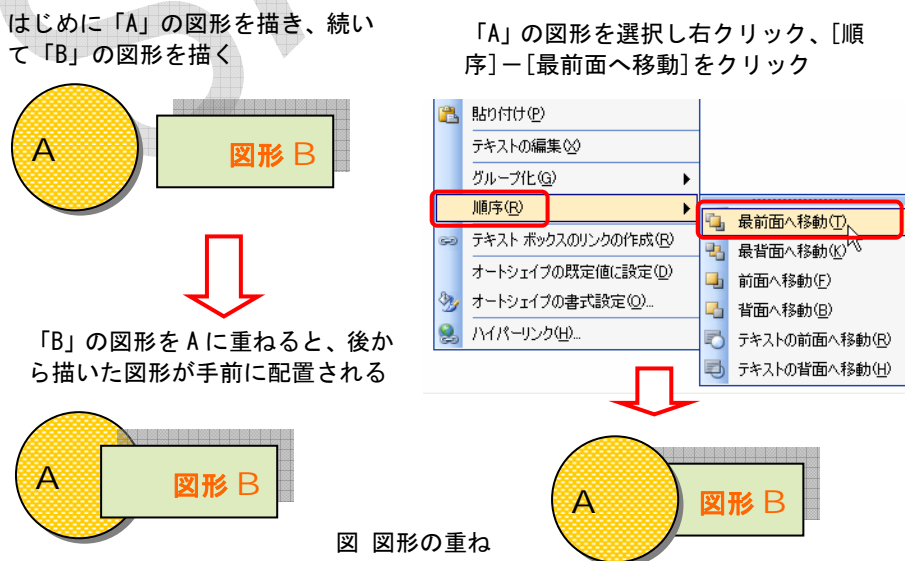 はじめに「A」の図形を描き、続い
て「B」の図形を描く
A
図形 B
「B」の図形を A に重ねると、後か
ら描いた図形が手前に配置される
A
図形 B
「A」の図形を選択し右クリック、[順
序]－[最前面へ移動]をクリック
貼り付け(P)
テキストの編集(X)
グループ化(G)
順序(R)
テキスト ボックスのリンクの作成(R)
オートシェイプの既定値に設定(D)
オートシェイプの書式設定(O)...
ハイパーリンク(H)...
最前面へ移動(T)
最背面へ移動(K)
前面へ移動(F)
背面へ移動(B)
テキストの前面へ移動(R)
テキストの背面へ移動(H)
A
図形 B
図 図形の重ね